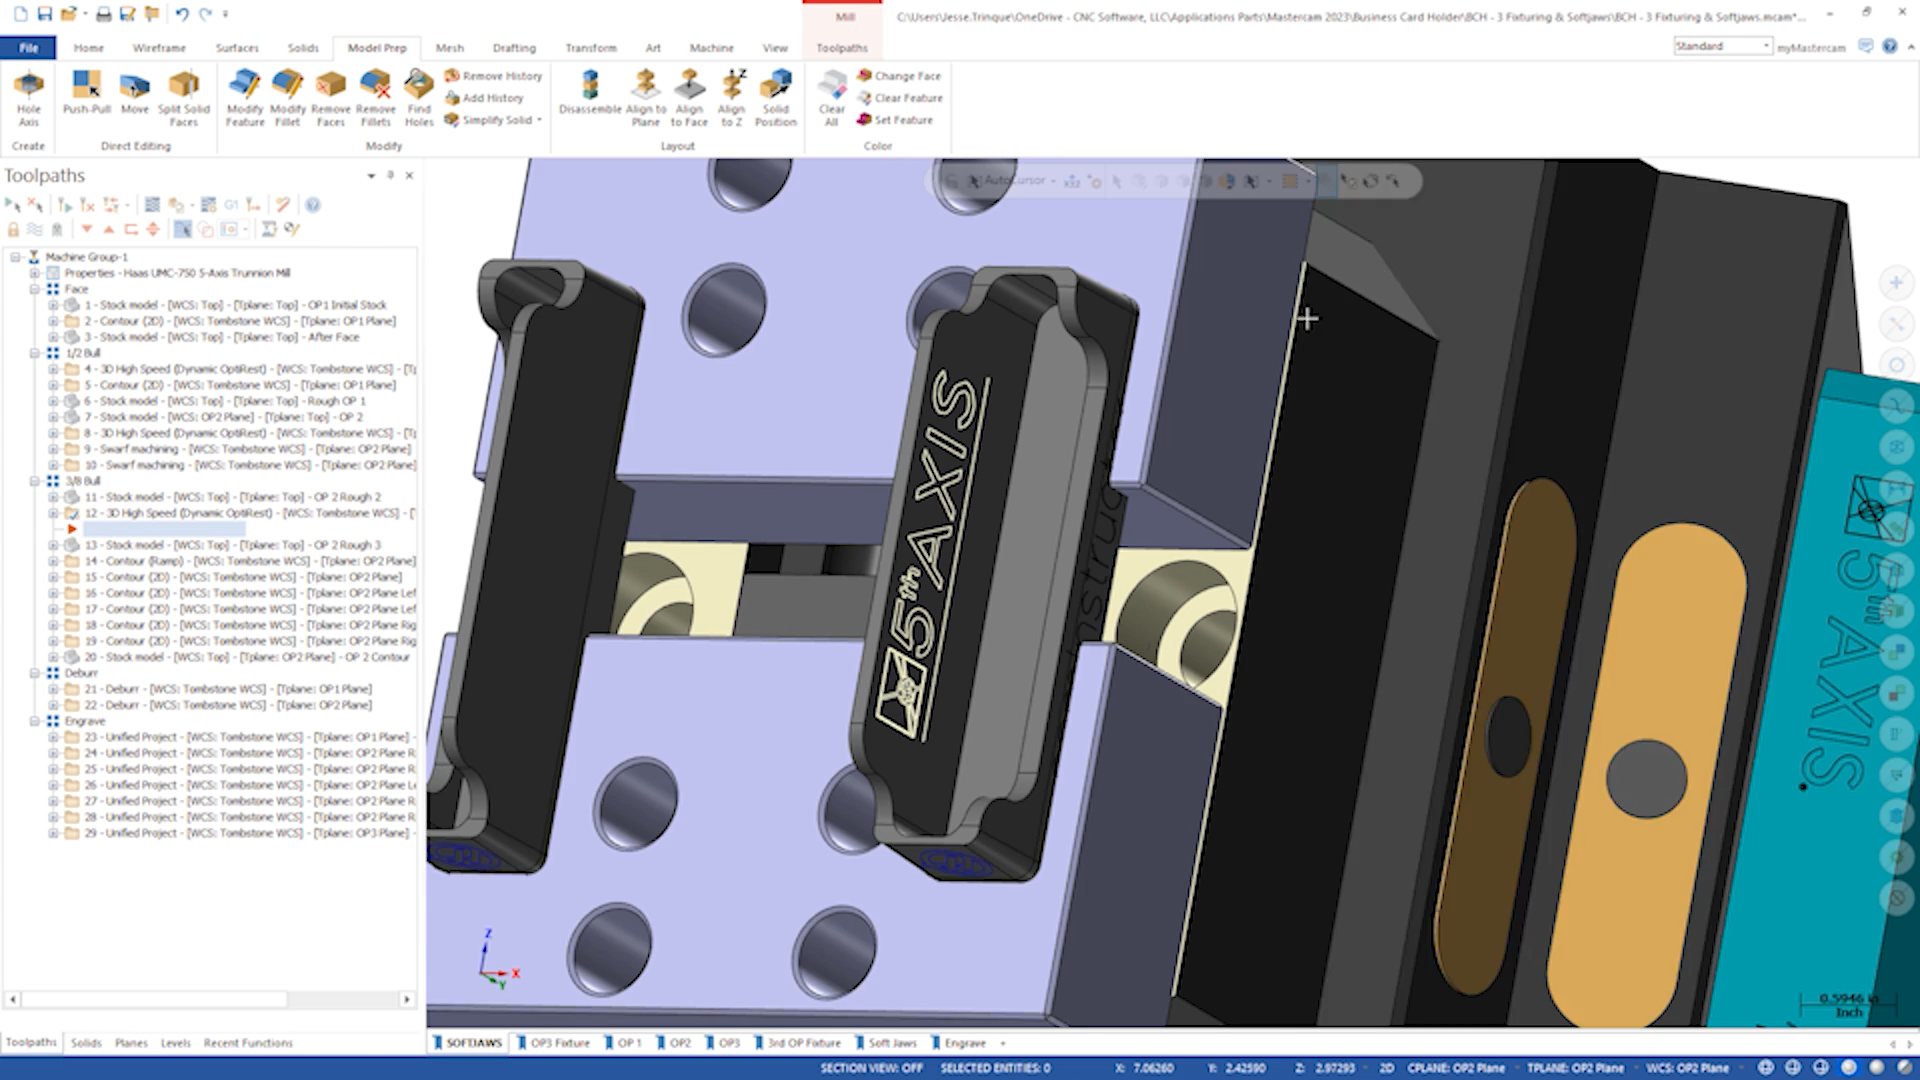 Mill
C:\Users\Jesse.Trinque\OneDrive - CNC Software, LLC\Applications Parts\Mastercam 2023\Business Card Holder\BCH - 3 Fixturing & Softjaws\BCH - 3 Fixturing & Softjaws.mcam*...
File Home Wireframe Surfaces Solids Model Prep Mesh Drafting Transform Art Machine View Toolpaths
Standard myMastercam
Hole Axis
Push-Pull
Move
Split Solid Faces
Modify Feature
Modify Fillet
Remove Faces
Remove Fillets
Find Holes
Remove History
Add History
Simplify Solid
Disassemble
Align to Plane
Align to Face
Align to Z
Solid Position
Clear All
Change Face
Clear Feature
Set Feature
Create Direct Editing Modify Layout Color
Toolpaths
AutoCursor
Machine Group-1
Properties - Haas UMC-750 5-Axis Trunnion Mill
Face
1 - Stock model - [WCS: Top] - [Tplane: Top] - OP1 Initial Stock
2 - Contour (2D) - [WCS: Tombstone WCS] - [Tplane: OP1 Plane]
3 - Stock model - [WCS: Top] - [Tplane: Top] - After Face
1/2 Bull
4 - 3D High Speed (Dynamic OptiRest) - [WCS: Tombstone WCS] - [T
5 - Contour (2D) - [WCS: Tombstone WCS] - [Tplane: OP1 Plane]
6 - Stock model - [WCS: Top] - [Tplane: Top] - Rough OP 1
7 - Stock model - [WCS: OP2 Plane] - [Tplane: Top] - OP 2
8 - 3D High Speed (Dynamic OptiRest) - [WCS: Tombstone WCS] - [T
9 - Swarf machining - [WCS: Tombstone WCS] - [Tplane: OP2 Plane]
10 - Swarf machining - [WCS: Tombstone WCS] - [Tplane: OP2 Plane]
3/8 Bull
11 - Stock model - [WCS: Top] - [Tplane: Top] - OP 2 Rough 2
12 - 3D High Speed (Dynamic OptiRest) - [WCS: Tombstone WCS] - [
13 - Stock model - [WCS: Top] - [Tplane: Top] - OP 2 Rough 3
14 - Contour (Ramp) - [WCS: Tombstone WCS] - [Tplane: OP2 Plane]
15 - Contour (2D) - [WCS: Tombstone WCS] - [Tplane: OP2 Plane]
16 - Contour (2D) - [WCS: Tombstone WCS] - [Tplane: OP2 Plane Lef
17 - Contour (2D) - [WCS: Tombstone WCS] - [Tplane: OP2 Plane Lef
18 - Contour (2D) - [WCS: Tombstone WCS] - [Tplane: OP2 Plane Rig
19 - Contour (2D) - [WCS: Tombstone WCS] - [Tplane: OP2 Plane Rig
20 - Stock model - [WCS: Top] - [Tplane: OP2 Plane] - OP 2 Contour
Deburr
21 - Deburr - [WCS: Tombstone WCS] - [Tplane: OP1 Plane]
22 - Deburr - [WCS: Tombstone WCS] - [Tplane: OP2 Plane]
Engrave
23 - Unified Project - [WCS: Tombstone WCS] - [Tplane: OP1 Plane] -
24 - Unified Project - [WCS: Tombstone WCS] - [Tplane: OP2 Plane R
25 - Unified Project - [WCS: Tombstone WCS] - [Tplane: OP2 Plane R
26 - Unified Project - [WCS: Tombstone WCS] - [Tplane: OP2 Plane Le
27 - Unified Project - [WCS: Tombstone WCS] - [Tplane: OP2 Plane R
28 - Unified Project - [WCS: Tombstone WCS] - [Tplane: OP2 Plane R
29 - Unified Project - [WCS: Tombstone WCS] - [Tplane: OP3 Plane] -
5th AXIS
5th AXIS
Z
X
Y
0.5946 in
Inch
Toolpaths Solids Planes Levels Recent Functions
SOFTJAWS OP3 Fixture OP 1 OP2 OP3 3rd OP Fixture Soft Jaws Engrave +
SECTION VIEW: OFF SELECTED ENTITIES: 0 X: 7.06260 Y: 2.42590 Z: 2.97293 2D CPLANE: OP2 Plane TPLANE: OP2 Plane WCS: OP2 Plane